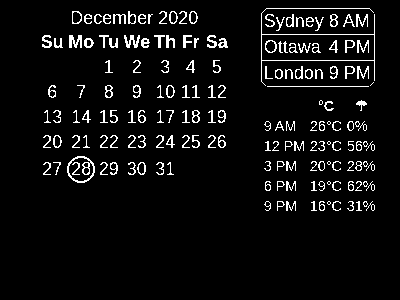 December 2020
Su Mo Tu We Th Fr Sa
1 2 3 4 5
6 7 8 9 10 11 12
13 14 15 16 17 18 19
20 21 22 23 24 25 26
27 28 29 30 31
Sydney 8 AM
Ottawa 4 PM
London 9 PM
°C ☂
9 AM 26°C 0%
12 PM 23°C 56%
3 PM 20°C 28%
6 PM 19°C 62%
9 PM 16°C 31%